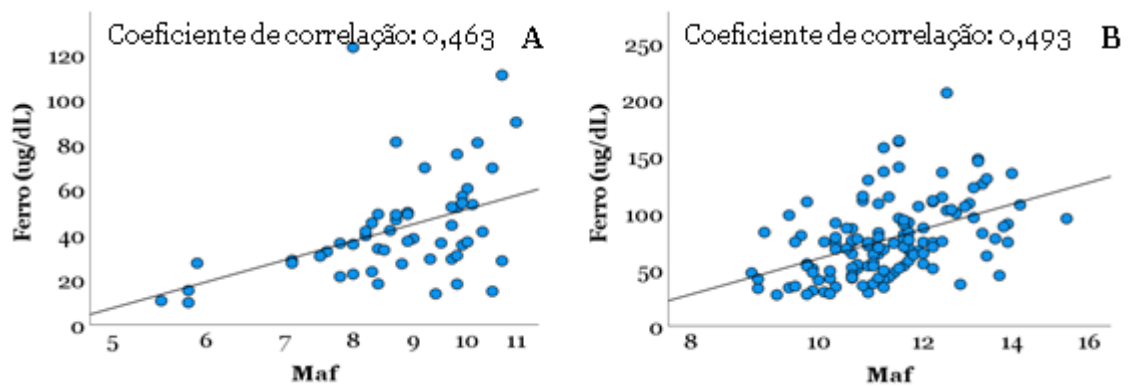 Coeficiente de correlação: 0,463 A
120
100
80
60
40
20
0
Ferro (ug/dL)
5 6 7 8 9 10 11
Maf
Coeficiente de correlação: 0,493 B
250
200
150
100
50
0
Ferro (ug/dL)
8 10 12 14 16
Maf